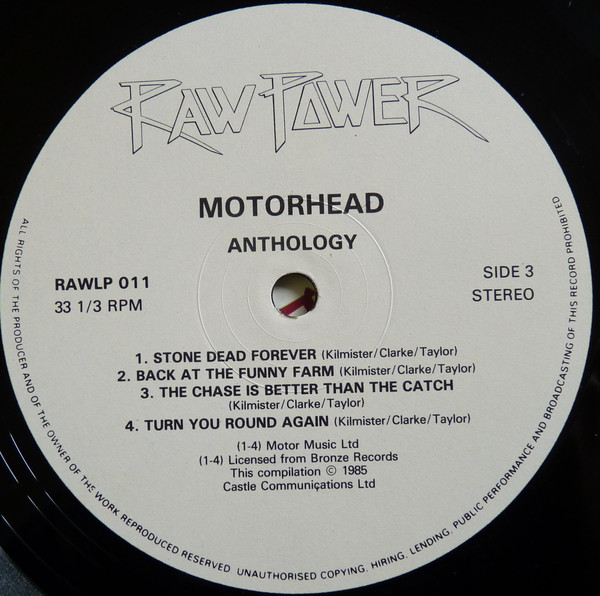 RAW POWER
MOTORHEAD
ANTHOLOGY
RAWLP 011
33 1/3 RPM
SIDE 3
STEREO
1. STONE DEAD FOREVER (Kilmister/Clarke/Taylor)
2. BACK AT THE FUNNY FARM (Kilmister/Clarke/Taylor)
3. THE CHASE IS BETTER THAN THE CATCH
(Kilmister/Clarke/Taylor)
4. TURN YOU ROUND AGAIN (Kilmister/Clarke/Taylor)
(1-4) Motor Music Ltd
(1-4) Licensed from Bronze Records
This compilation © 1985
Castle Communications Ltd
ALL RIGHTS OF THE PRODUCER AND OF THE OWNER OF THE WORK REPRODUCED RESERVED. UNAUTHORISED COPYING, HIRING, LENDING, PUBLIC PERFORMANCE AND BROADCASTING OF THIS RECORD PROHIBITED